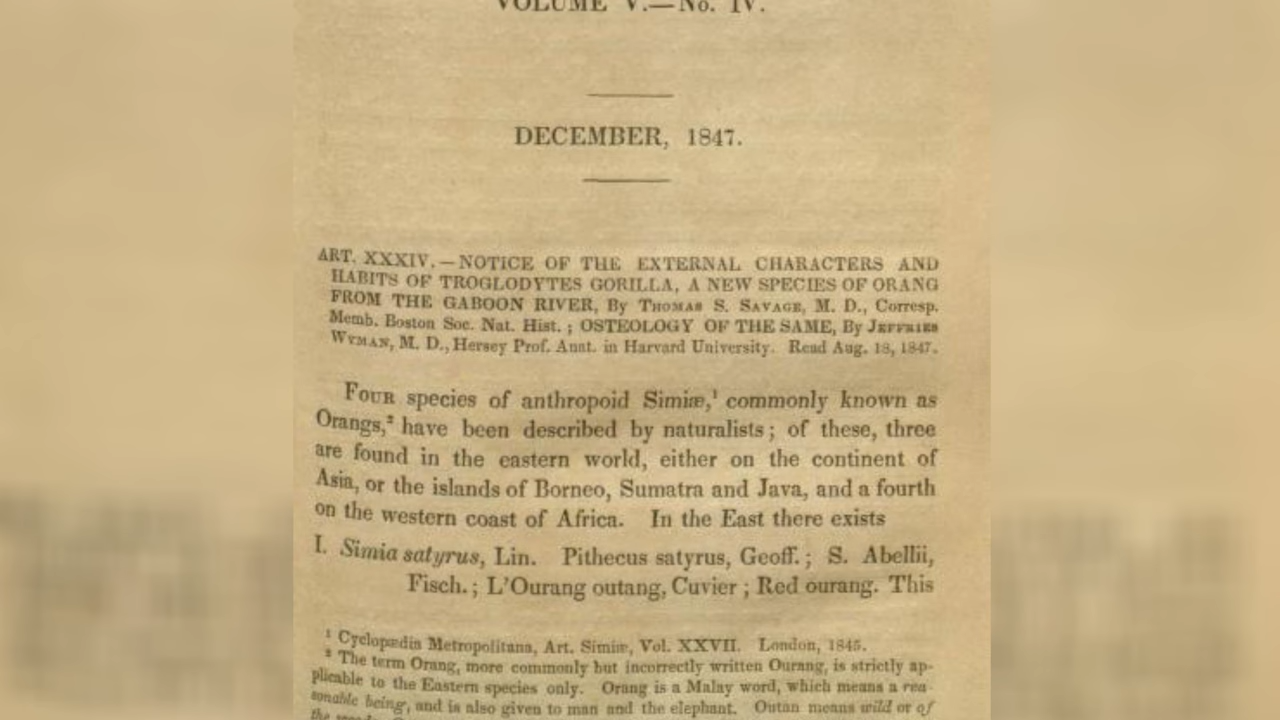 VOLUME V.—No. IV.
DECEMBER, 1847.
ART. XXXIV.—NOTICE OF THE EXTERNAL CHARACTERS AND
HABITS OF TROGLODYTES GORILLA, A NEW SPECIES OF ORANG
FROM THE GABOON RIVER, By Thomas S. Savage, M. D., Corresp.
Memb. Boston Soc. Nat. Hist.; OSTEOLOGY OF THE SAME, By Jeffries
Wyman, M. D., Hersey Prof. Anat. in Harvard University. Read Aug. 18, 1847.
Four species of anthropoid Simiæ,¹ commonly known as
Orangs,² have been described by naturalists; of these, three
are found in the eastern world, either on the continent of
Asia, or the islands of Borneo, Sumatra and Java, and a fourth
on the western coast of Africa. In the East there exists
I. Simia satyrus, Lin. Pithecus satyrus, Geoff.; S. Abellii,
Fisch.; L'Ourang outang, Cuvier; Red ourang. This
¹ Cyclopædia Metropolitana, Art. Simiæ, Vol. XXVII. London, 1845.
² The term Orang, more commonly but incorrectly written Ourang, is strictly ap-
plicable to the Eastern species only. Orang is a Malay word, which means a rea-
sonable being, and is also given to man and the elephant. Outan means wild or of
the